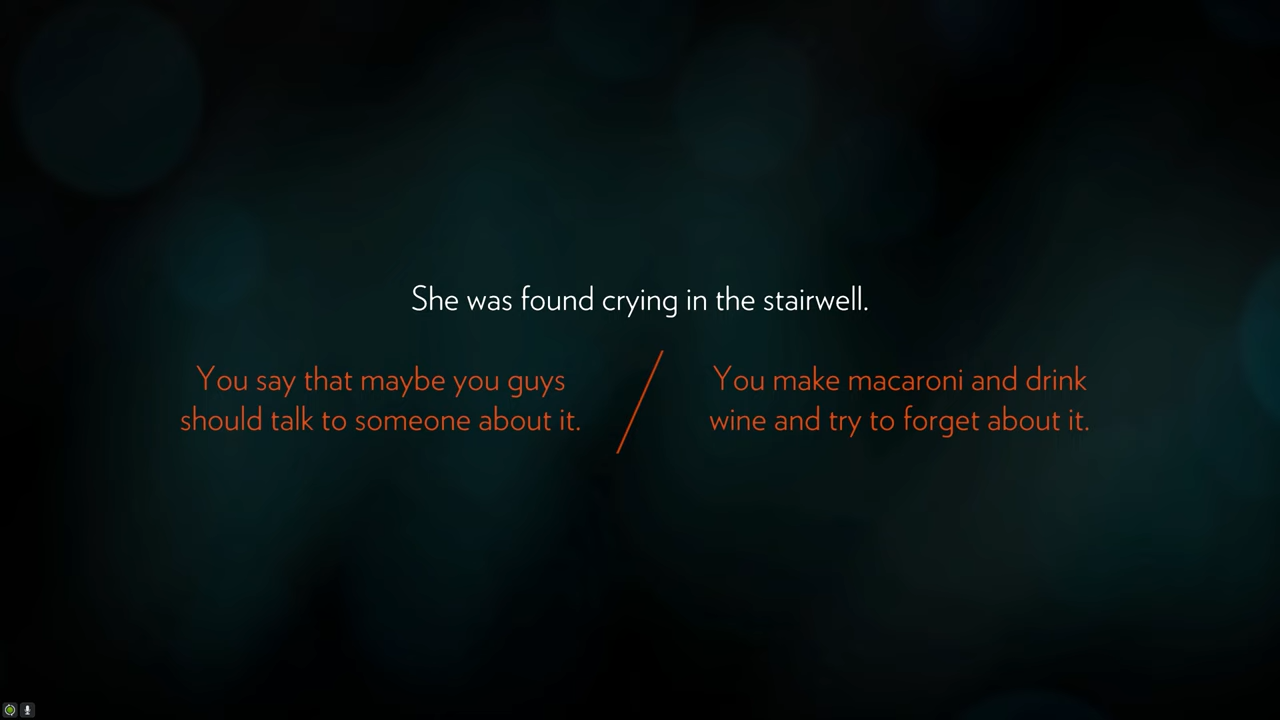 She was found crying in the stairwell.
You say that maybe you guys
should talk to someone about it.
You make macaroni and drink
wine and try to forget about it.